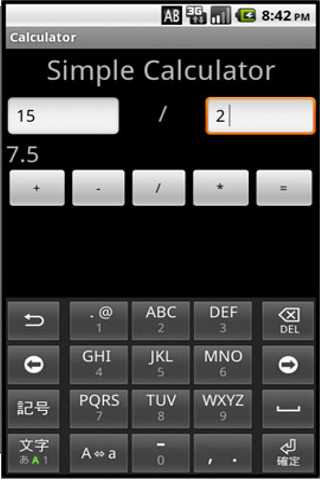 AB 3G 8:42 PM
Calculator
Simple Calculator
15 / 2
7.5
+ - / * =
. @ ABC DEF
1 2 3 DEL
GHI JKL MNO
4 5 6
記号 PQRS TUV WXYZ
7 8 9
文字 A⇔a - , .
あA1 0 確定